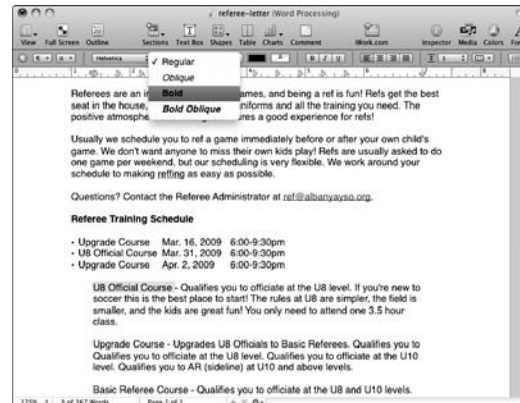 referee-letter (Word Processing)
View Full Screen Outline Sections Text Box Shapes Table Charts Comment iWork.com Inspector Media Colors
Helvetica
✓ Regular
Oblique
Bold
Bold Oblique
Referees are an ames, and being a ref is fun! Refs get the best
seat in the house, niforms and all the training you need. The
positive atmosphe ures a good experience for refs!
Usually we schedule you to ref a game immediately before or after your own child's
game. We don't want anyone to miss their own kids play! Refs are usually asked to do
one game per weekend, but our scheduling is very flexible. We work around your
schedule to making reffing as easy as possible.
Questions? Contact the Referee Administrator at ref@albanyayso.org.
Referee Training Schedule
• Upgrade Course Mar. 16, 2009 6:00-9:30pm
• U8 Official Course Mar. 31, 2009 6:00-9:30pm
• Upgrade Course Apr. 2, 2009 6:00-9:30pm
U8 Official Course - Qualifies you to officiate at the U8 level. If you're new to
soccer this is the best place to start! The rules at U8 are simpler, the field is
smaller, and the kids are great fun! You only need to attend one 3.5 hour
class.
Upgrade Course - Upgrades U8 Officials to Basic Referees. Qualifies you to
Qualifies you to officiate at the U8 level. Qualifies you to officiate at the U10
level. Qualifies you to AR (sideline) at U10 and above levels.
Basic Referee Course - Qualifies you to officiate at the U8 and U10 levels.
125% 3 of 267 Words Page 1 of 1